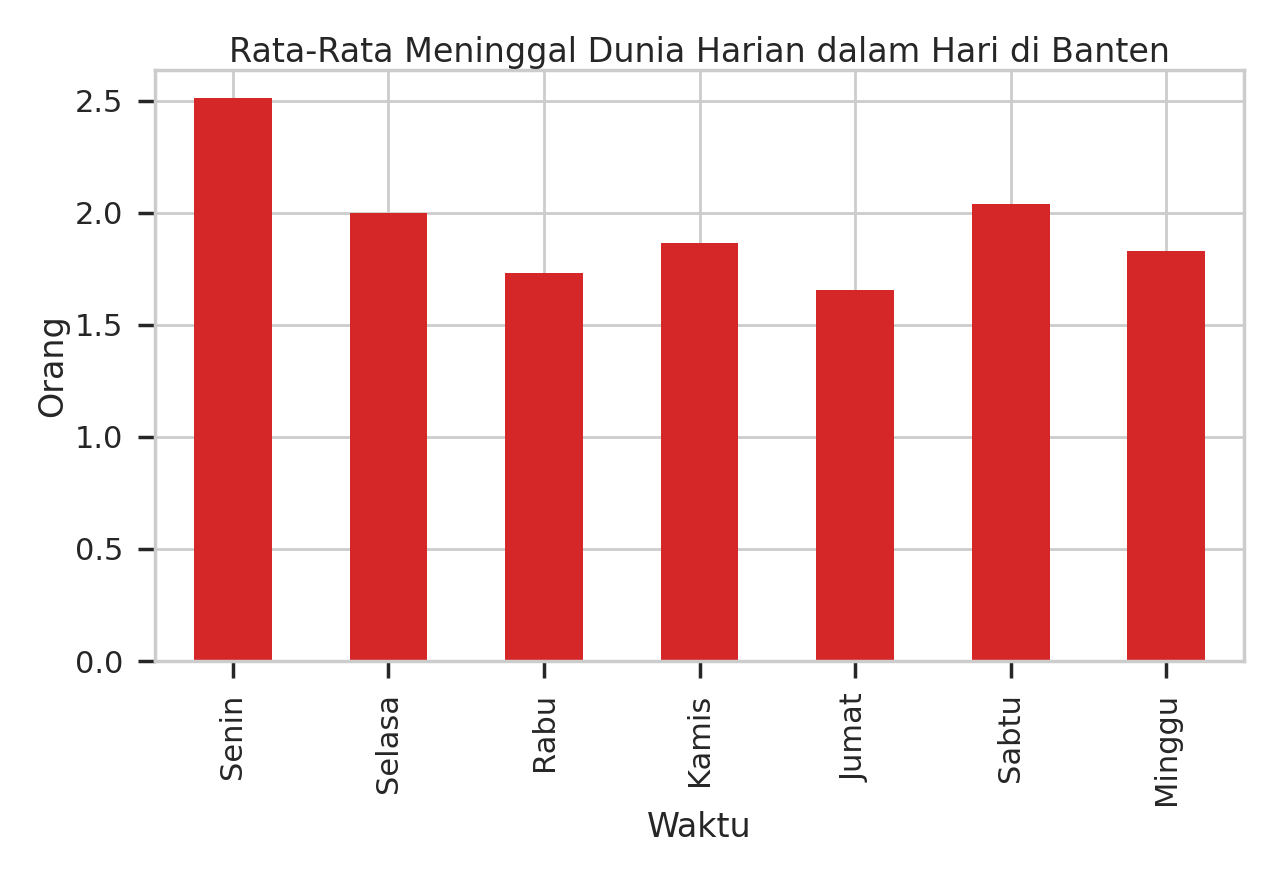 Rata-Rata Meninggal Dunia Harian dalam Hari di Banten
2.5
2.0
1.5
1.0
0.5
0.0
Orang
Senin
Selasa
Rabu
Kamis
Jumat
Sabtu
Minggu
Waktu